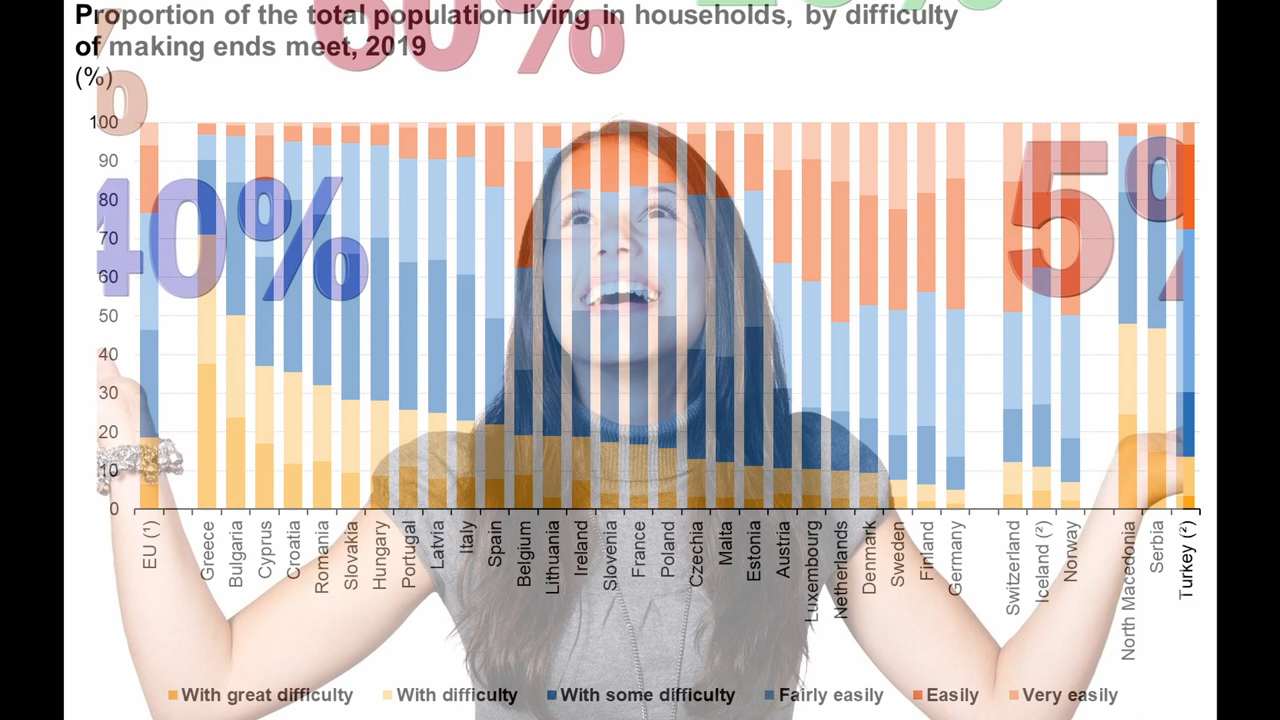 Proportion of the total population living in households, by difficulty
of making ends meet, 2019
(%)
60%
%
40%
5%
100
90
80
70
60
50
40
30
20
10
0
EU (¹)
Greece
Bulgaria
Cyprus
Croatia
Romania
Slovakia
Hungary
Portugal
Latvia
Italy
Spain
Belgium
Lithuania
Ireland
Slovenia
France
Poland
Czechia
Malta
Estonia
Austria
Luxembourg
Netherlands
Denmark
Sweden
Finland
Germany
Switzerland
Iceland (²)
Norway
North Macedonia
Serbia
Turkey (²)
With great difficulty With difficulty With some difficulty Fairly easily Easily Very easily